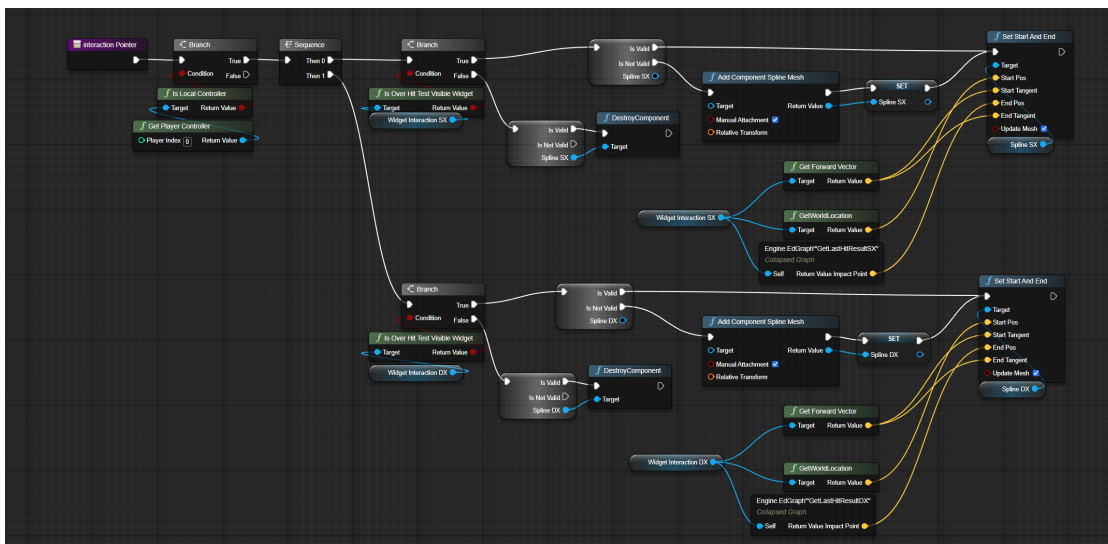 interaction Pointer
Branch
True
Condition
False
Sequence
Then 0
Then 1
Branch
True
Condition
False
Is Valid
Is Not Valid
Spline SX
Set Start And End
Target
Start Pos
Start Tangent
End Pos
End Tangent
Update Mesh
Spline SX
Add Component Spline Mesh
Target
Return Value
Manual Attachment
Relative Transform
SET
Spline SX
Is Local Controller
Target
Return Value
Get Player Controller
Player Index
0
Return Value
Is Over Hit Test Visible Widget
Target
Return Value
Widget Interaction SX
Is Valid
Is Not Valid
Spline SX
DestroyComponent
Target
Get Forward Vector
Target
Return Value
Widget Interaction SX
GetWorldLocation
Target
Return Value
Engine.EdGraph'"GetLastHitResultSX"'
Collapsed Graph
Self
Return Value Impact Point
Branch
True
Condition
False
Is Valid
Is Not Valid
Spline DX
Set Start And End
Target
Start Pos
Start Tangent
End Pos
End Tangent
Update Mesh
Spline DX
Add Component Spline Mesh
Target
Return Value
Manual Attachment
Relative Transform
SET
Spline DX
Is Over Hit Test Visible Widget
Target
Return Value
Widget Interaction DX
Is Valid
Is Not Valid
Spline DX
DestroyComponent
Target
Get Forward Vector
Target
Return Value
Widget Interaction DX
GetWorldLocation
Target
Return Value
Engine.EdGraph'"GetLastHitResultDX"'
Collapsed Graph
Self
Return Value Impact Point